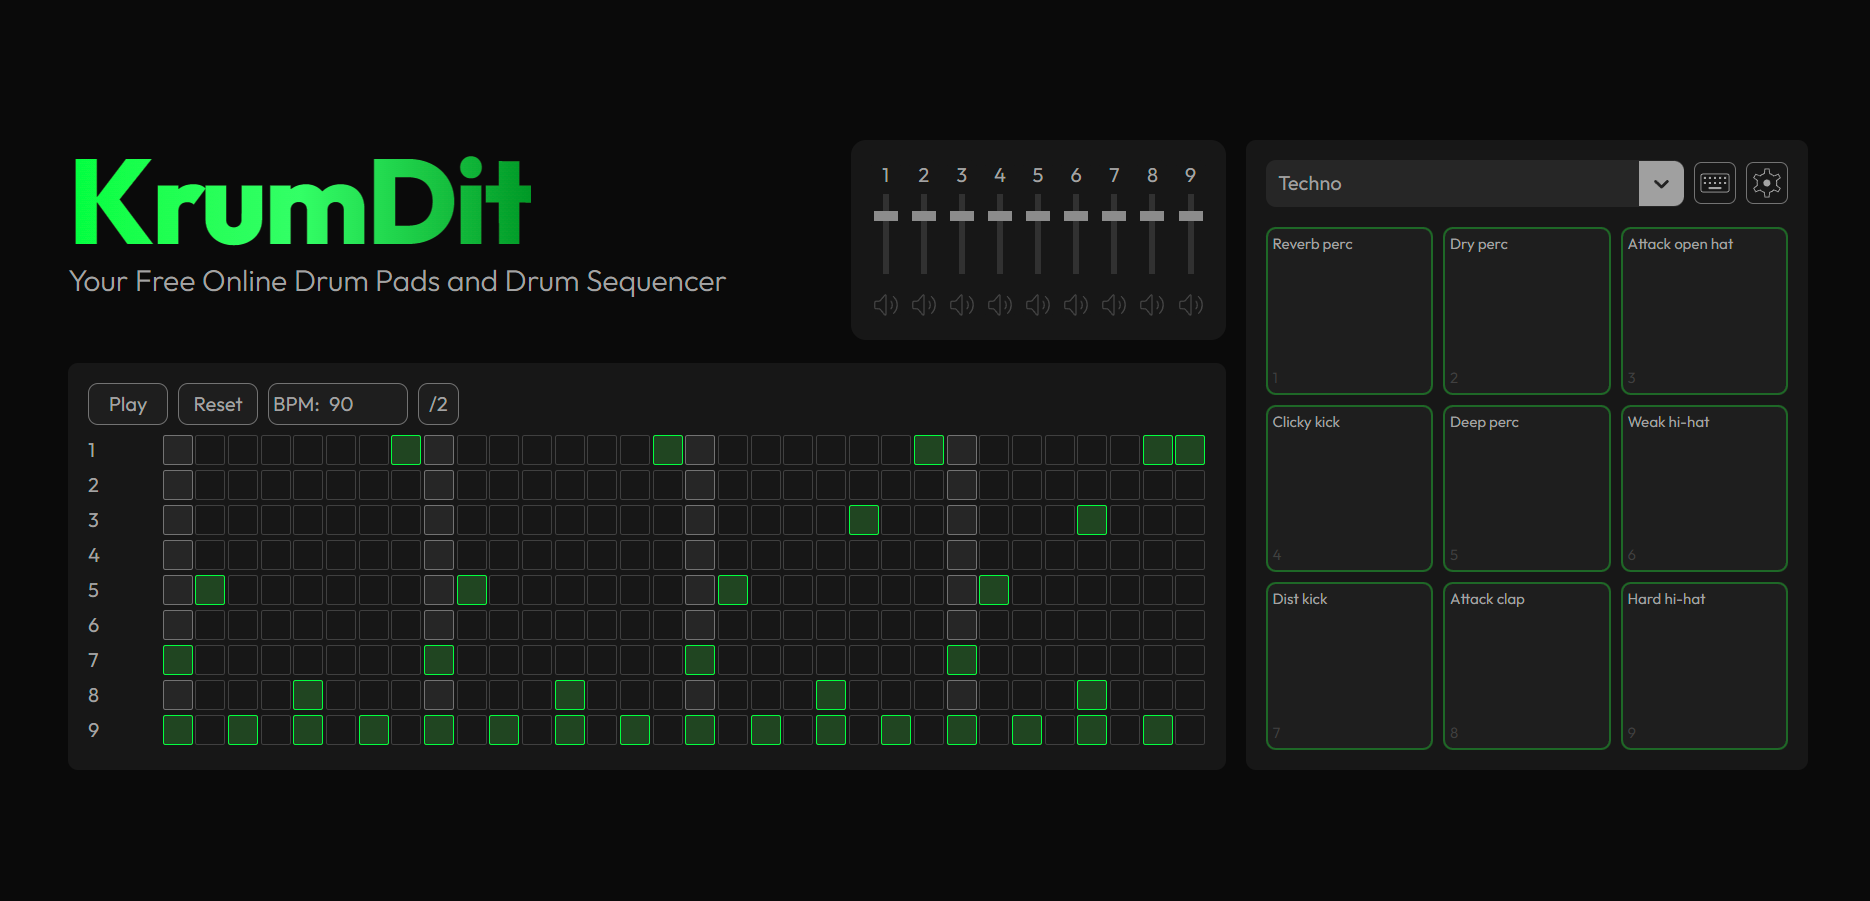 KrumDit
Your Free Online Drum Pads and Drum Sequencer
1 2 3 4 5 6 7 8 9
Play Reset BPM: 90 /2
1
2
3
4
5
6
7
8
9
Techno
Reverb perc Dry perc Attack open hat
1 2 3
Clicky kick Deep perc Weak hi-hat
4 5 6
Dist kick Attack clap Hard hi-hat
7 8 9